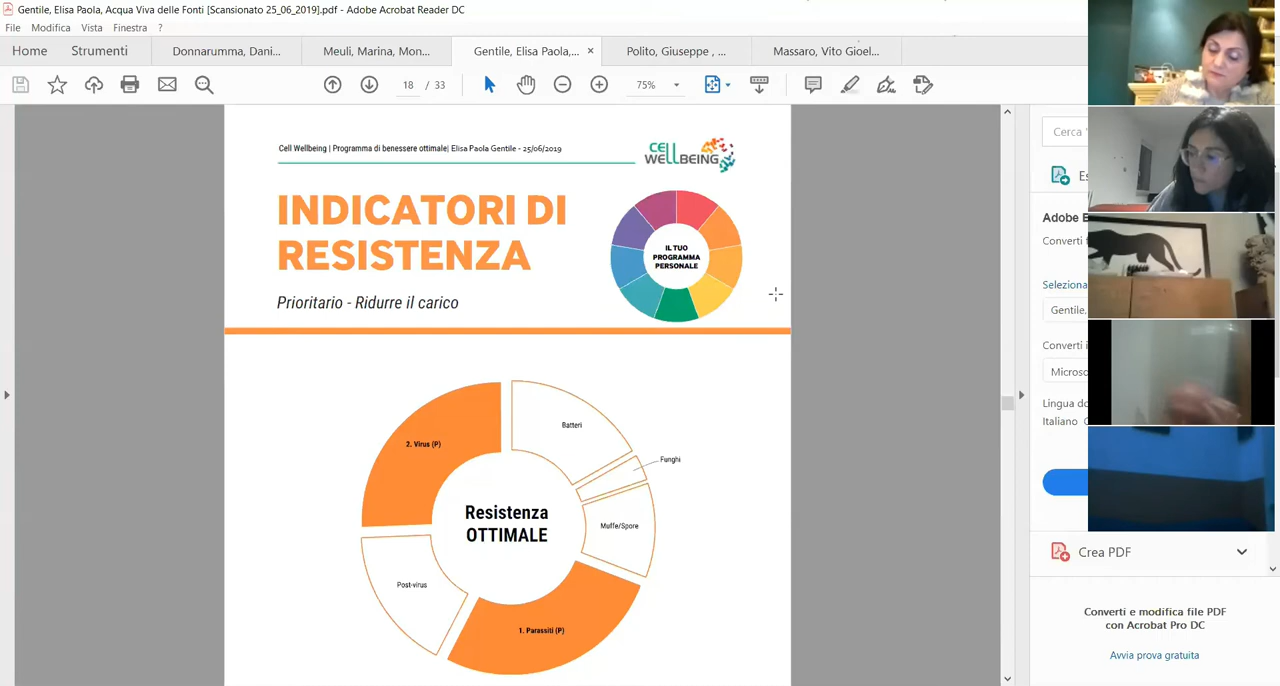 Gentile, Elisa Paola, Acqua Viva delle Fonti [Scansionato 25_06_2019].pdf - Adobe Acrobat Reader DC
File Modifica Vista Finestra ?
Home Strumenti Donnarumma, Dani... Meuli, Marina, Mon... Gentile, Elisa Paola,... × Polito, Giuseppe , ... Massaro, Vito Gioel...
18 / 33 75%
Cell Wellbeing | Programma di benessere ottimale| Elisa Paola Gentile - 25/06/2019
CELL
WELLBEING
INDICATORI DI
RESISTENZA
Prioritario - Ridurre il carico
IL TUO
PROGRAMMA
PERSONALE
Batteri
2. Virus (P)
Funghi
Resistenza
OTTIMALE
Muffe/Spore
Post-virus
1. Parassiti (P)
Cerca
Es
Adobe E
Converti
Seleziona
Gentile,
Converti i
Microso
Lingua do
Italiano
Crea PDF
Converti e modifica file PDF
con Acrobat Pro DC
Avvia prova gratuita